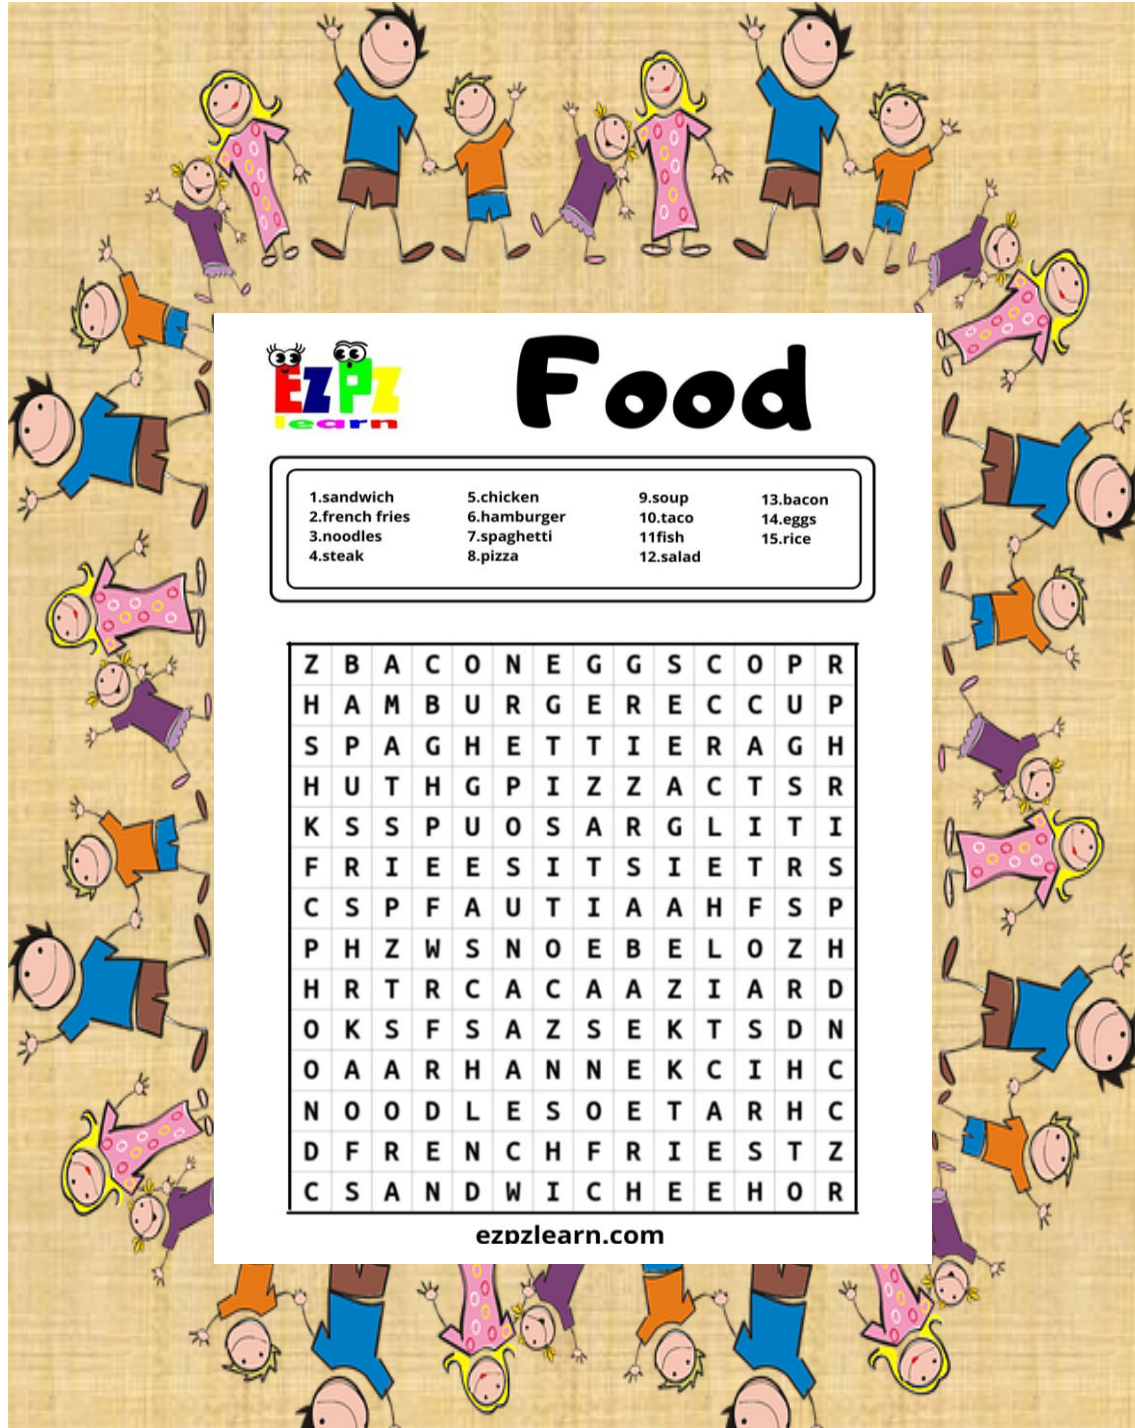 EZPZ
learn
Food
1.sandwich
2.french fries
3.noodles
4.steak
5.chicken
6.hamburger
7.spaghetti
8.pizza
9.soup
10.taco
11fish
12.salad
13.bacon
14.eggs
15.rice
Z B A C O N E G G S C O P R
H A M B U R G E R E C C U P
S P A G H E T T I E R A G H
H U T H G P I Z Z A C T S R
K S S P U O S A R G L I T I
F R I E E S I T S I E T R S
C S P F A U T I A A H F S P
P H Z W S N O E B E L O Z H
H R T R C A C A A Z I A R D
O K S F S A Z S E K T S D N
O A A R H A N N E K C I H C
N O O D L E S O E T A R H C
D F R E N C H F R I E S T Z
C S A N D W I C H E E H O R
ezpzlearn.com